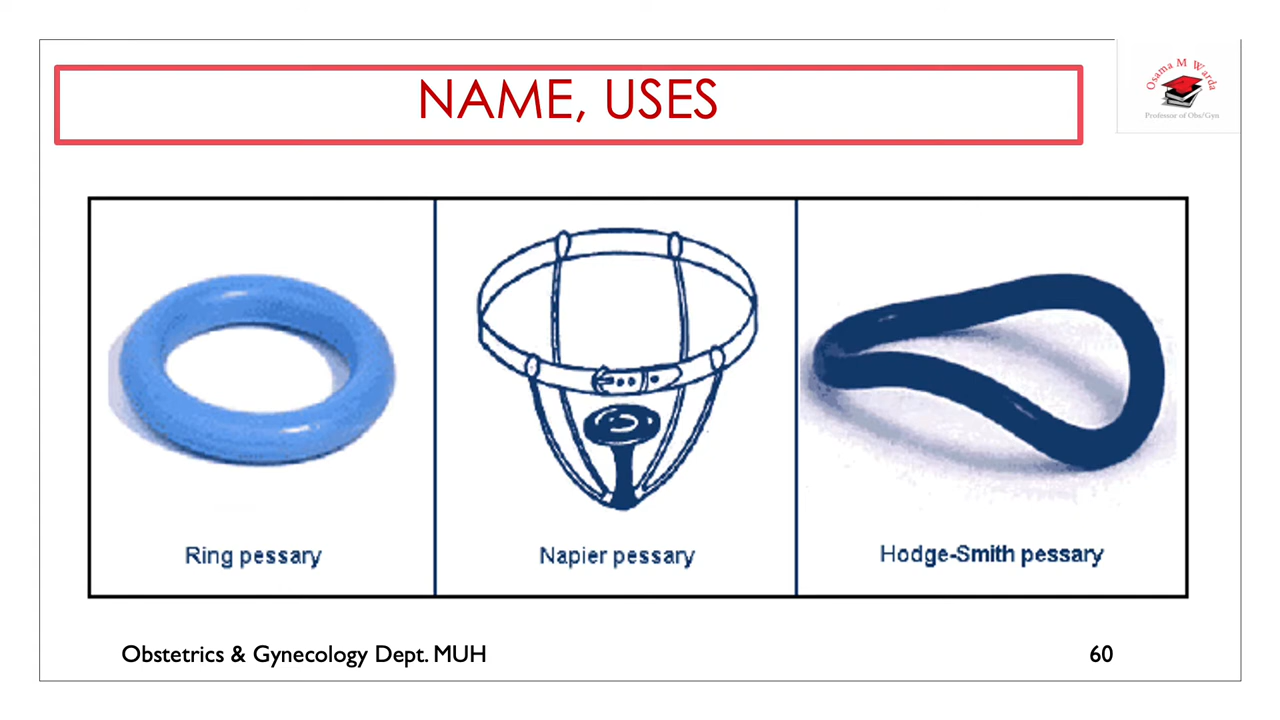 NAME, USES
Osama M Warda
Professor of Obs/Gyn
Ring pessary
Napier pessary
Hodge-Smith pessary
Obstetrics & Gynecology Dept. MUH
60